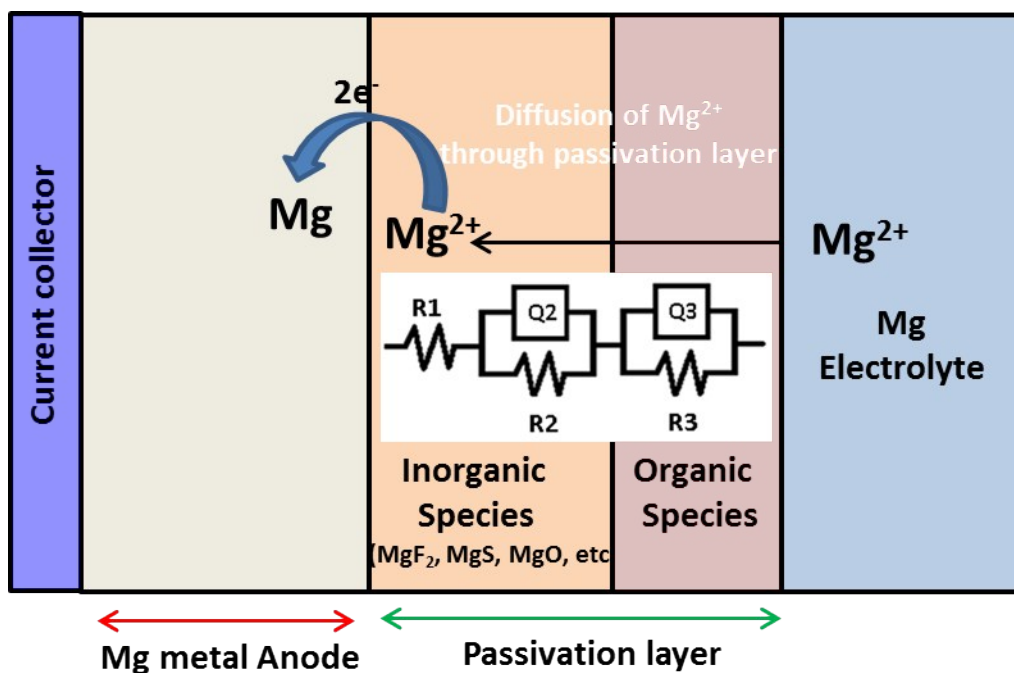 Current collector
2e⁻
Diffusion of Mg²⁺
through passivation layer
Mg
Mg²⁺
Mg²⁺
Mg
Electrolyte
R1
Q2
R2
Q3
R3
Inorganic
Species
(MgF₂, MgS, MgO, etc
Organic
Species
Mg metal Anode
Passivation layer